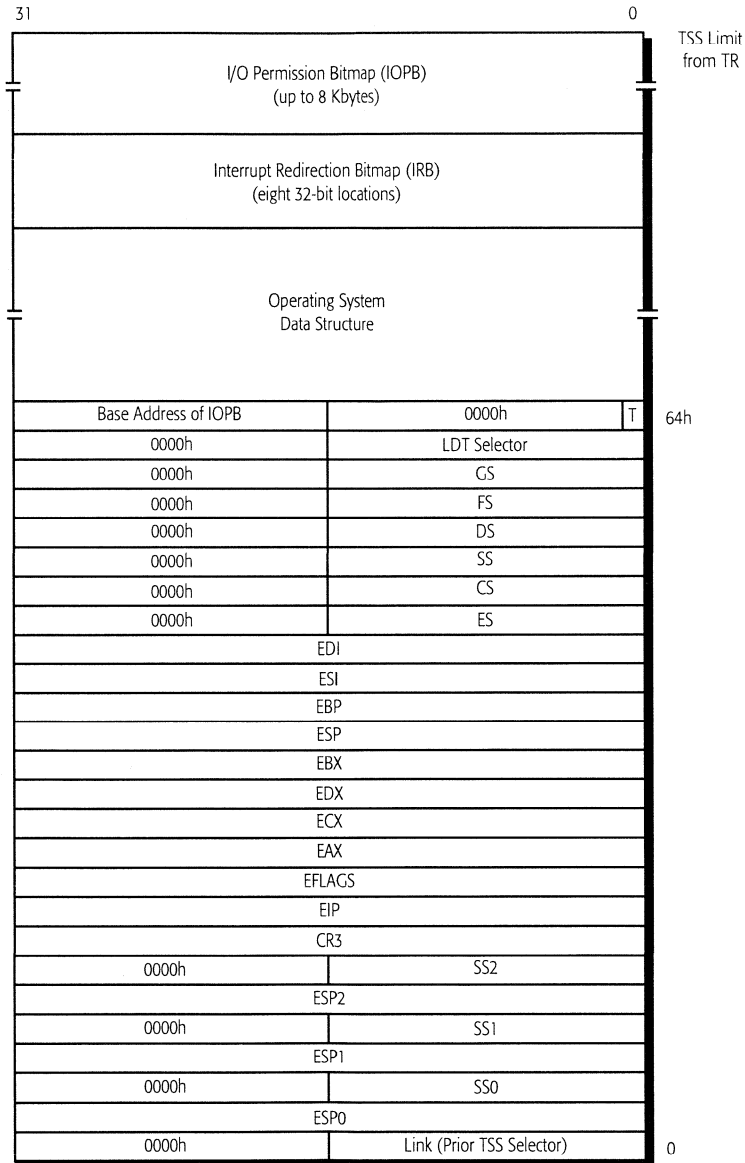 31 0
TSS Limit
from TR
I/O Permission Bitmap (IOPB)
(up to 8 Kbytes)
Interrupt Redirection Bitmap (IRB)
(eight 32-bit locations)
Operating System
Data Structure
Base Address of IOPB 0000h T 64h
0000h LDT Selector
0000h GS
0000h FS
0000h DS
0000h SS
0000h CS
0000h ES
EDI
ESI
EBP
ESP
EBX
EDX
ECX
EAX
EFLAGS
EIP
CR3
0000h SS2
ESP2
0000h SS1
ESP1
0000h SS0
ESP0
0000h Link (Prior TSS Selector) 0